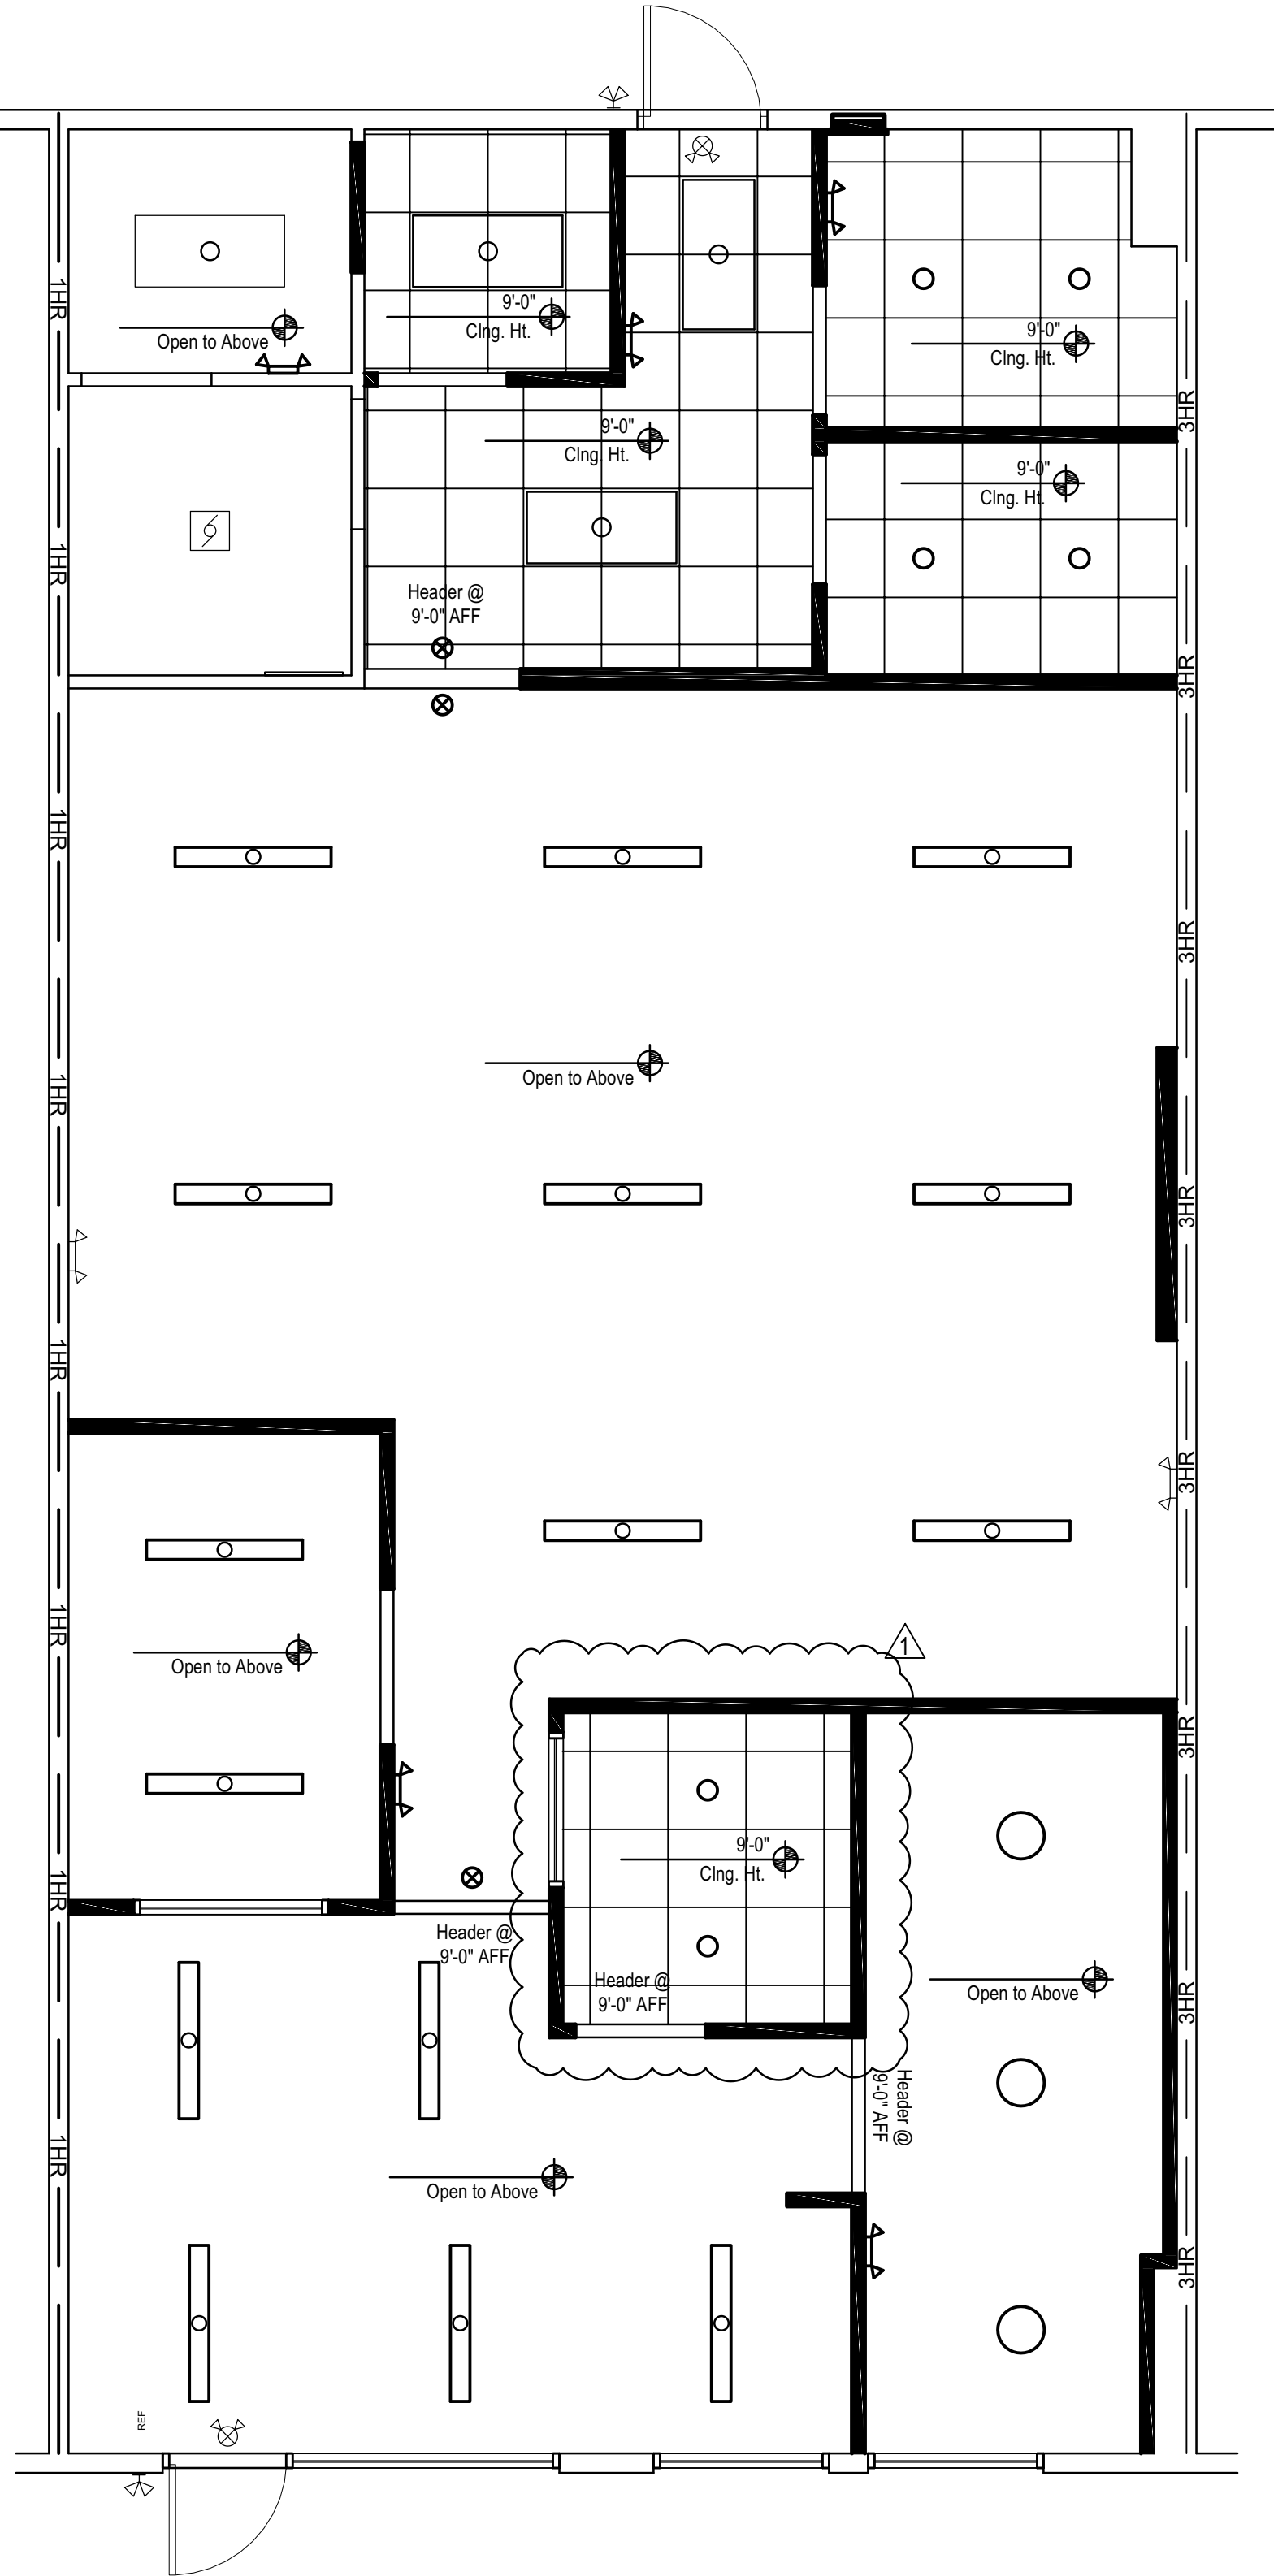 9'-0"
Clng. Ht.
Open to Above
1HR
9'-0"
Clng. Ht.
3HR
9'-0"
Clng. Ht.
9'-0"
Clng. Ht.
1HR
Header @
9'-0" AFF
3HR
1HR
3HR
Open to Above
1HR
3HR
1HR
3HR
1HR
1
Open to Above
3HR
9'-0"
Clng. Ht.
1HR
Header @
9'-0" AFF
Header @
9'-0" AFF
Open to Above
3HR
Header @
9'-0" AFF
1HR
Open to Above
3HR
REF